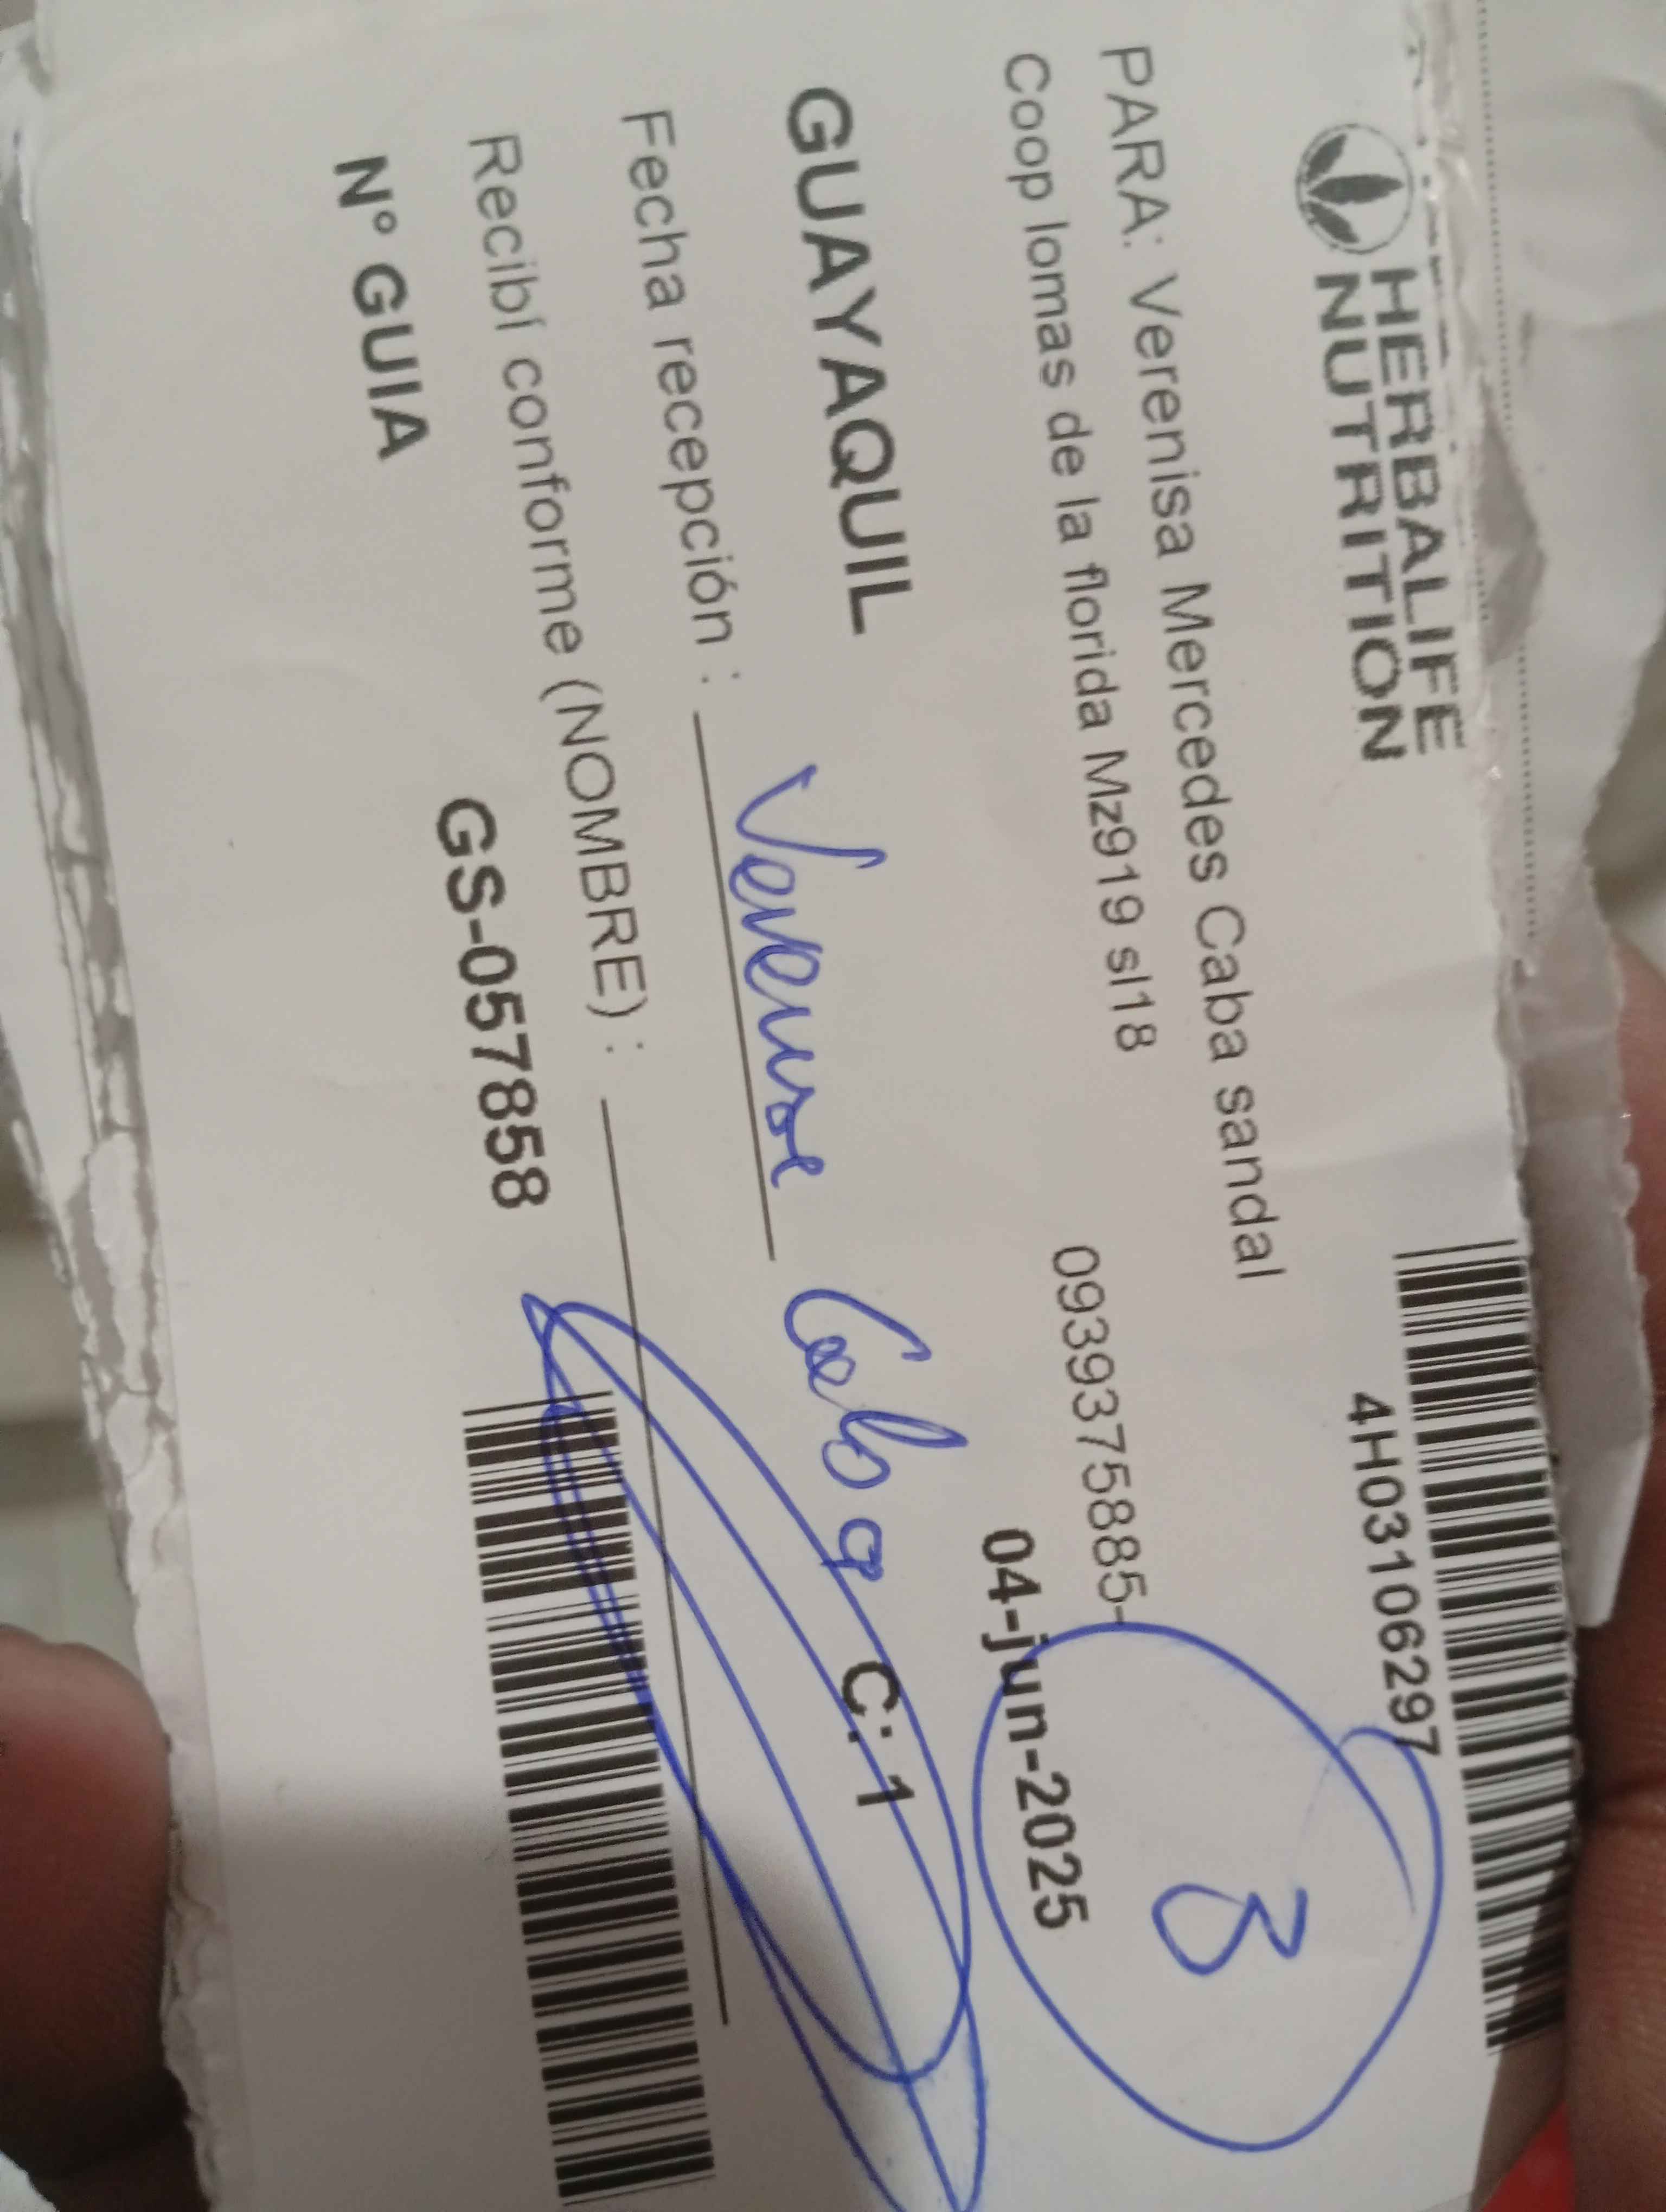 HERBALIFE
NUTRITION
4H03106297
PARA: Verenisa Mercedes Caba sandal
Coop lomas de la florida Mz919 sl18
0939375885-
3
04-jun-2025
GUAYAQUIL
C: 1
Fecha recepción :
Caba
Recibí conforme (NOMBRE) :
N° GUIA
GS-057858